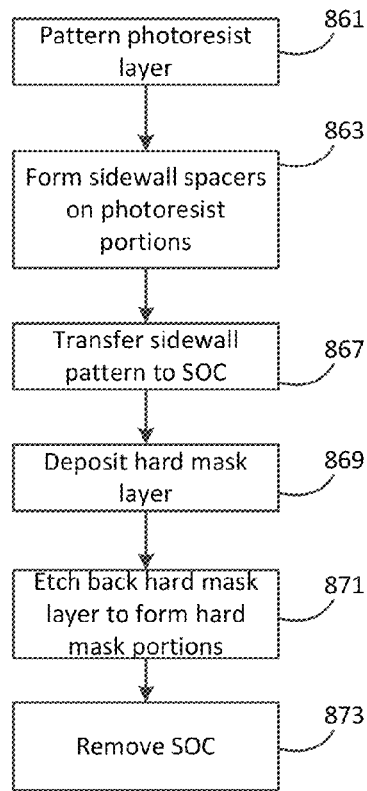 861
Pattern photoresist
layer
863
Form sidewall spacers
on photoresist
portions
Transfer sidewall
pattern to SOC
867
869
Deposit hard mask
layer
Etch back hard mask
layer to form hard
mask portions
871
873
Remove SOC